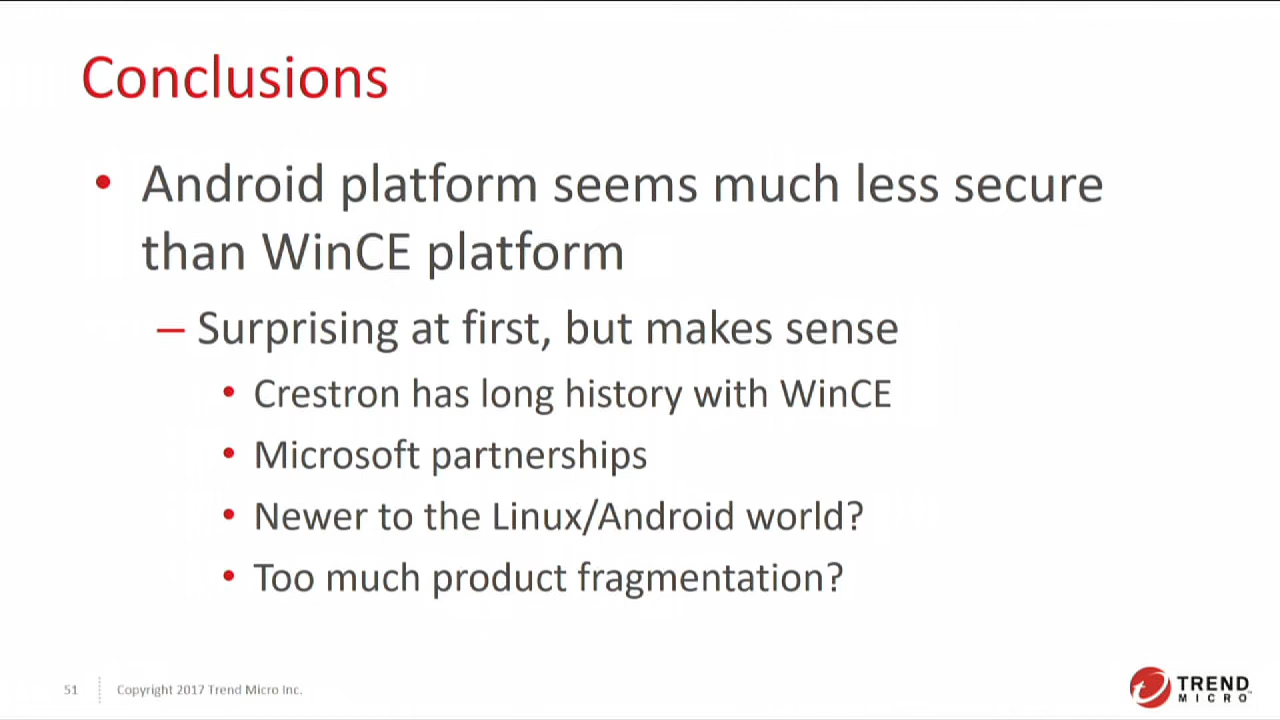 Conclusions
• Android platform seems much less secure
than WinCE platform
– Surprising at first, but makes sense
• Crestron has long history with WinCE
• Microsoft partnerships
• Newer to the Linux/Android world?
• Too much product fragmentation?
51
Copyright 2017 Trend Micro Inc.
TREND
MICRO